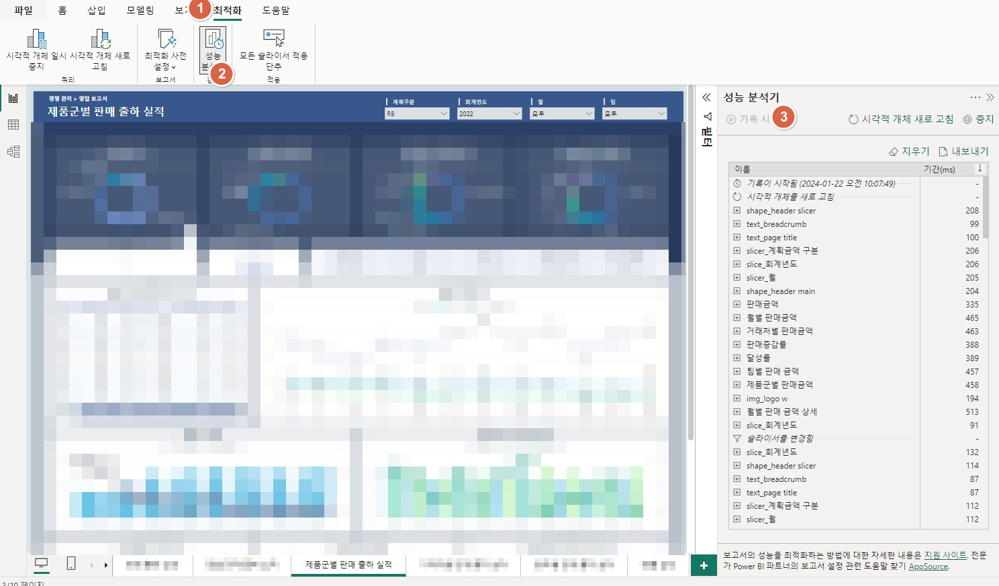 파일 홈 삽입 모델링 1 최적화 도움말
시각적 개체 일시 중지
시각적 개체 새로 고침
최적화 사전 설정
성능
2
모든 슬라이서 적용 단추
쿼리 보고서 적용
경영 관리 > 영업 보고서
제품군별 판매 출하 실적
계획구분 회계연도 월 팀
RB 2022 모두 모두
필터
성능 분석기
기록 시 3 시각적 개체 새로 고침 중지
지우기 내보내기
이름 기간(ms)
기록이 시작됨 (2024-01-22 오전 10:07:49) -
시각적 개체를 새로 고침 -
shape_header slicer 208
text_breadcrumb 99
text_page title 100
slicer_계획금액 구분 206
slice_회계년도 206
slicer_월 205
shape_header main 204
판매금액 335
월별 판매금액 465
거래처별 판매금액 463
판매증감률 388
달성률 389
팀별 판매 금액 457
제품군별 판매금액 458
img_logo w 194
월별 판매 금액 상세 513
slice_회계년도 91
슬라이서를 변경함 -
slice_회계년도 132
shape_header slicer 114
text_breadcrumb 87
text_page title 87
slicer_계획금액 구분 112
slicer_월 112
보고서의 성능을 최적화하는 방법에 대한 자세한 내용은 지원 사이트. 전문
가 Power BI 파트너의 보고서 설정 관련 도움말 찾기 AppSource.
제품군별 판매 출하 실적
3/10 페이지